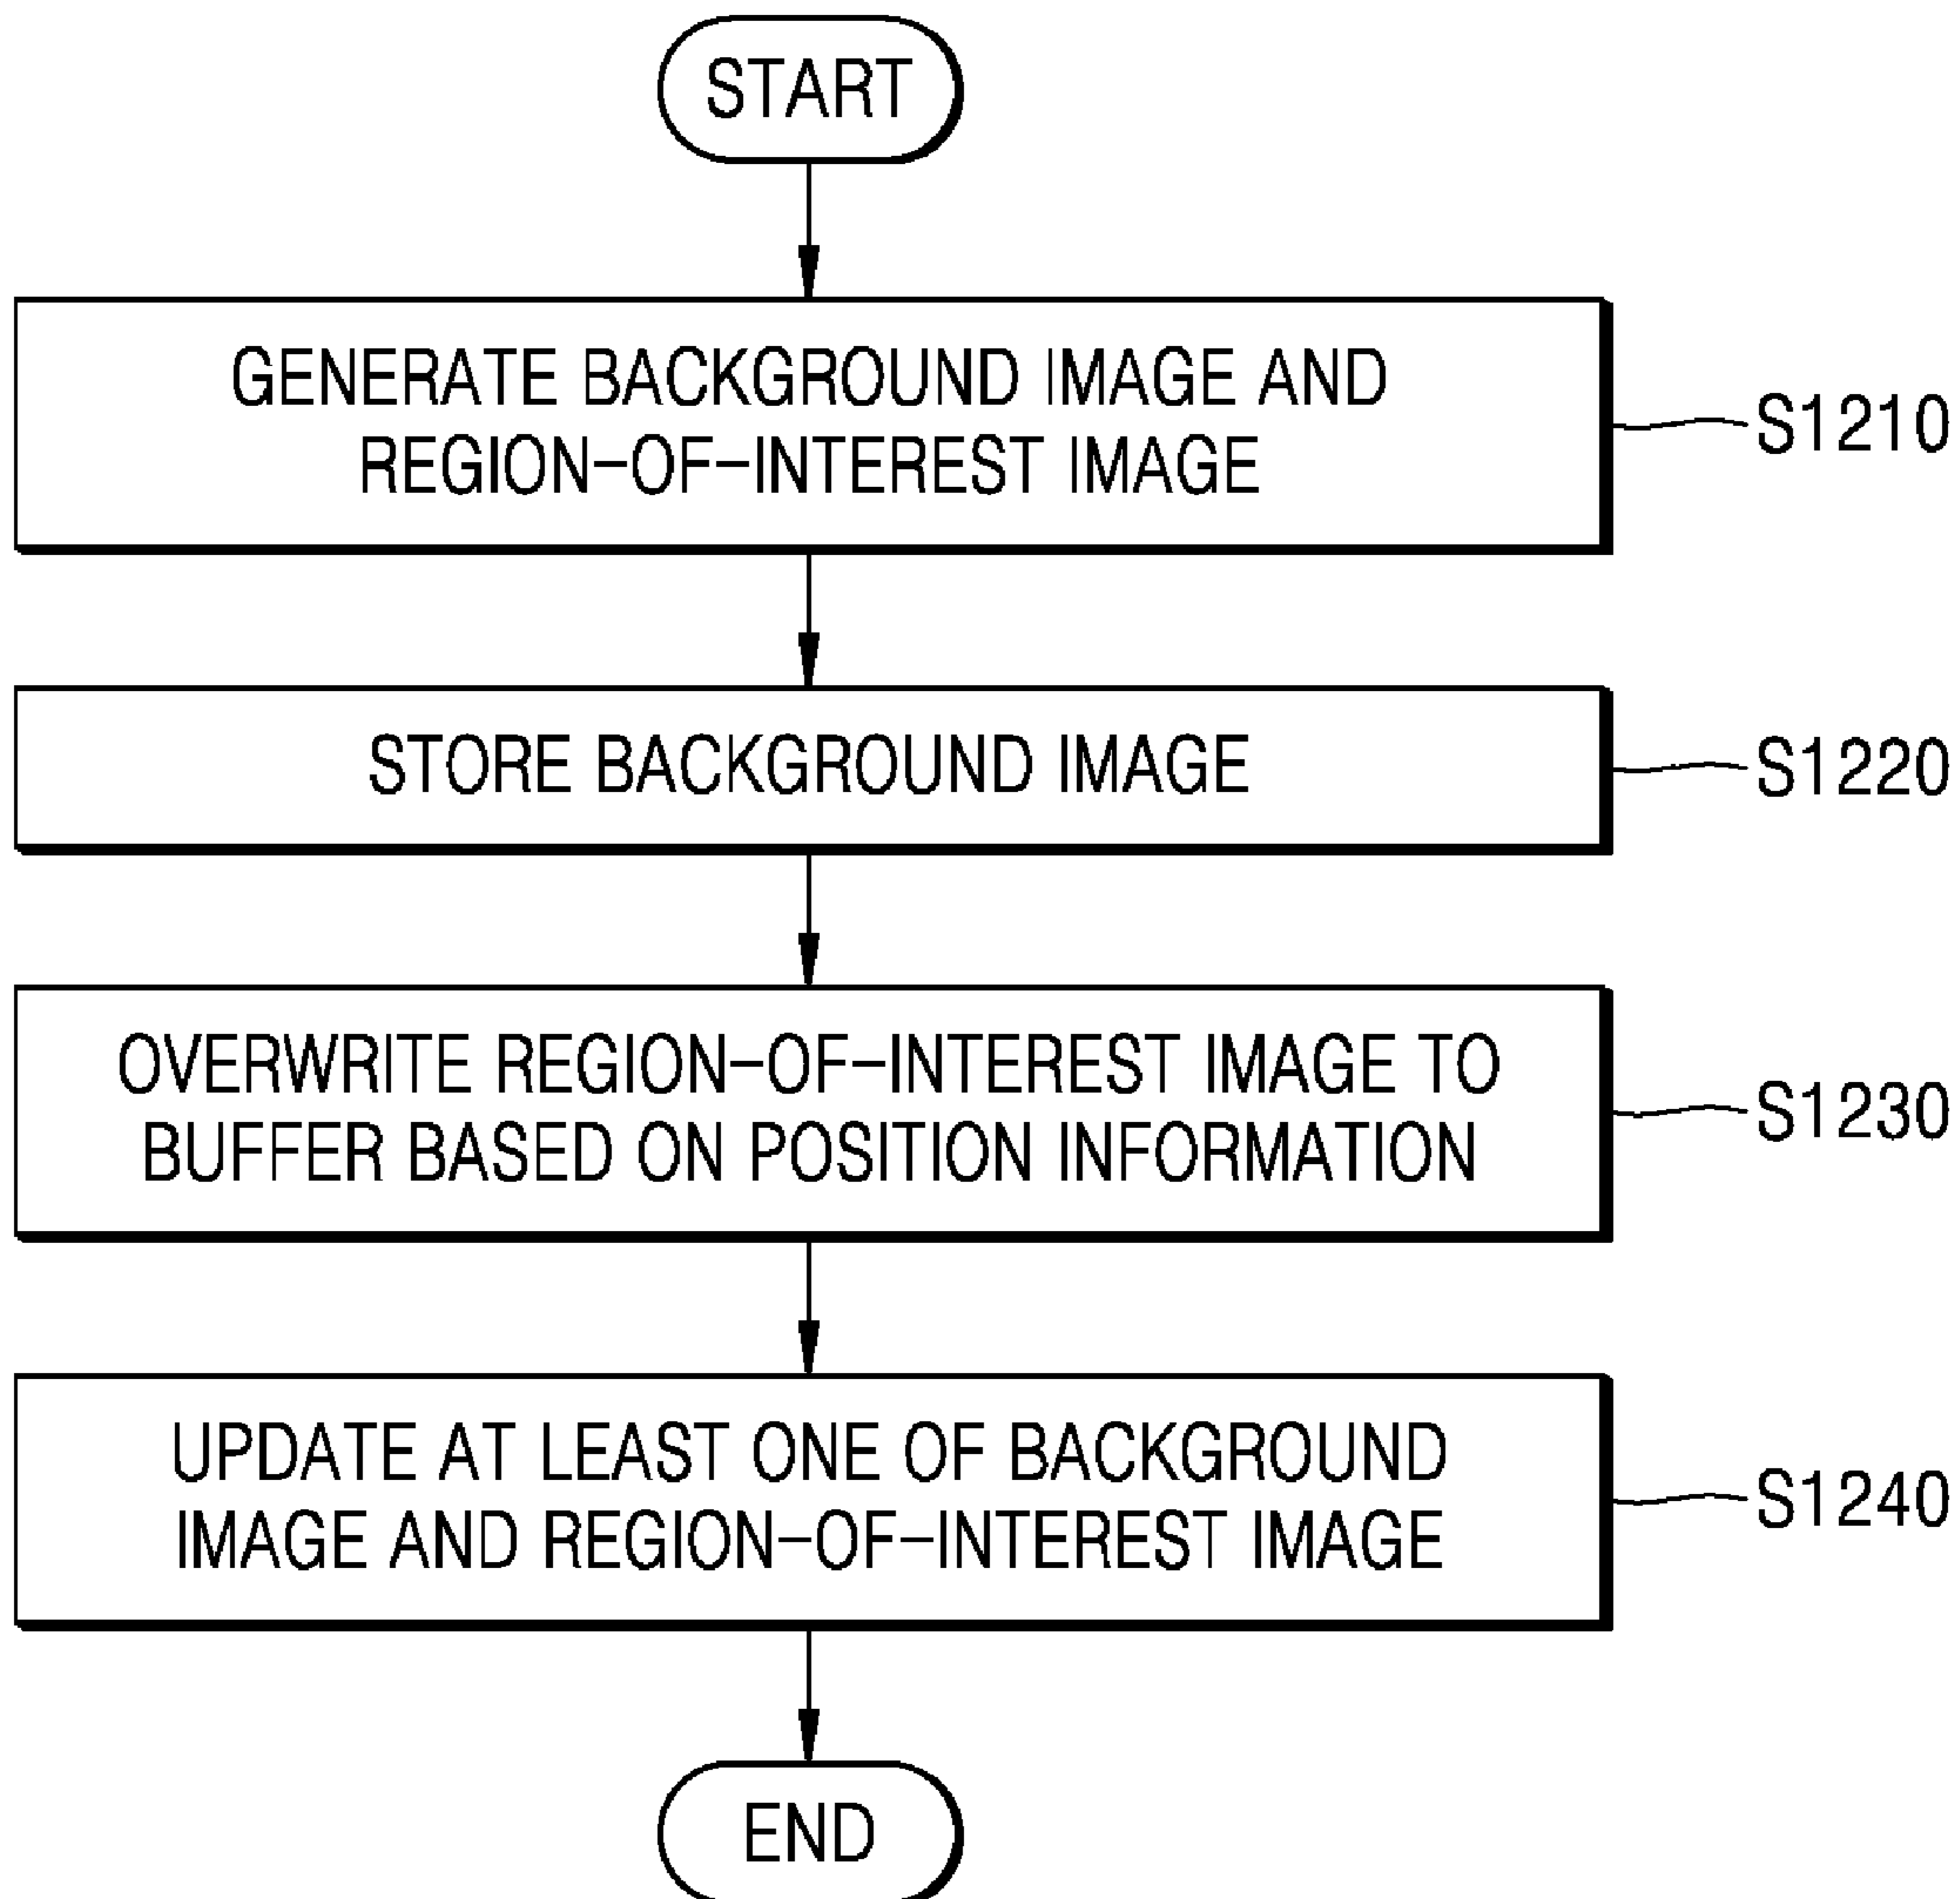 START
GENERATE BACKGROUND IMAGE AND
REGION-OF-INTEREST IMAGE
S1210
STORE BACKGROUND IMAGE
S1220
OVERWRITE REGION-OF-INTEREST IMAGE TO
BUFFER BASED ON POSITION INFORMATION
S1230
UPDATE AT LEAST ONE OF BACKGROUND
IMAGE AND REGION-OF-INTEREST IMAGE
S1240
END